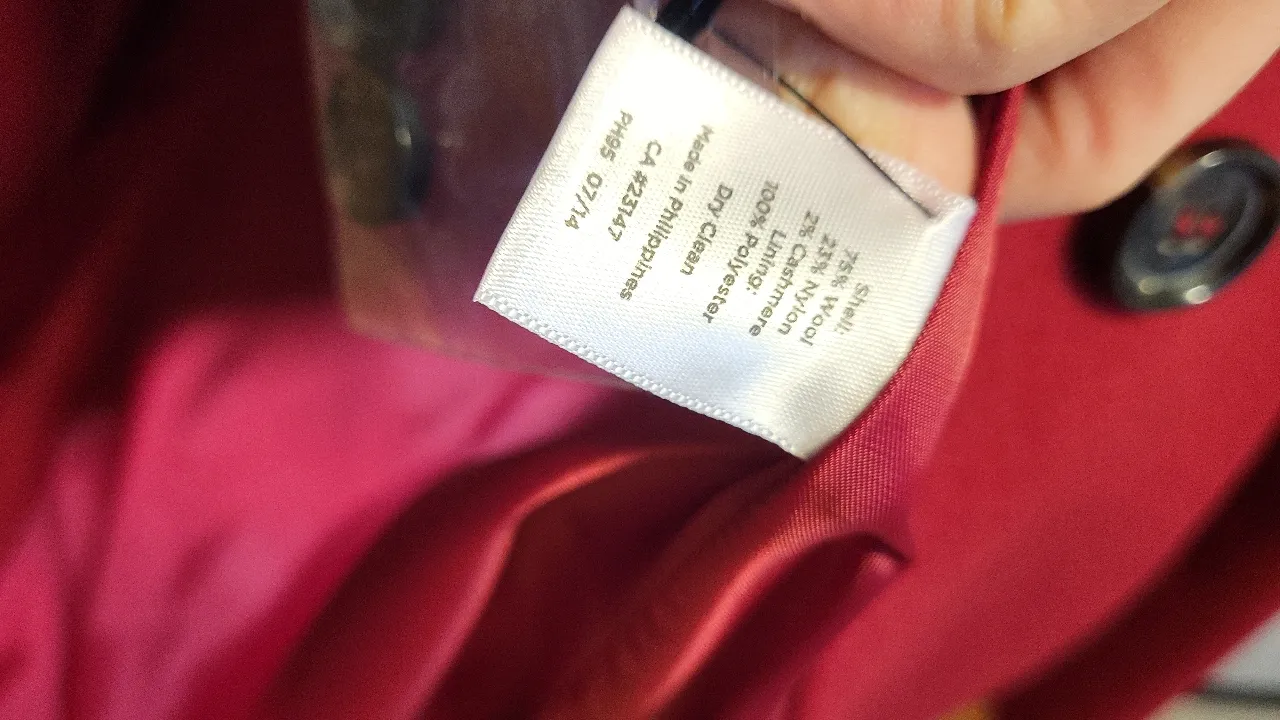 Shell:
75% Wool
23% Nylon
2% Cashmere
Lining:
100% Polyester
Dry Clean
Made in Philippines
CA #23147
PH95 07/14